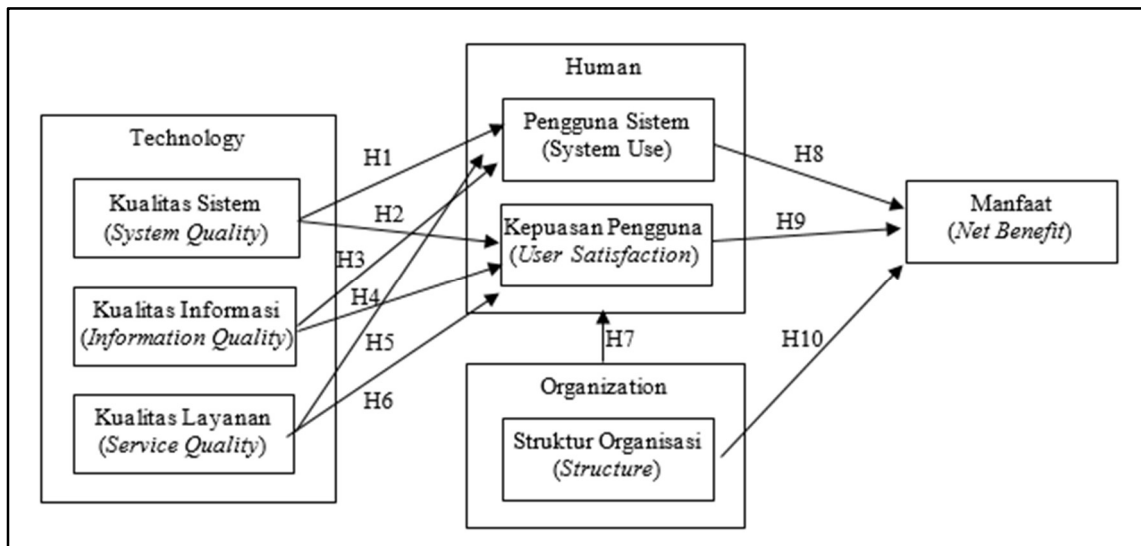 Technology
Kualitas Sistem
(System Quality)
Kualitas Informasi
(Information Quality)
Kualitas Layanan
(Service Quality)
H1
H2
H3
H4
H5
H6
Human
Pengguna Sistem
(System Use)
Kepuasan Pengguna
(User Satisfaction)
H7
Organization
Struktur Organisasi
(Structure)
H8
H9
H10
Manfaat
(Net Benefit)